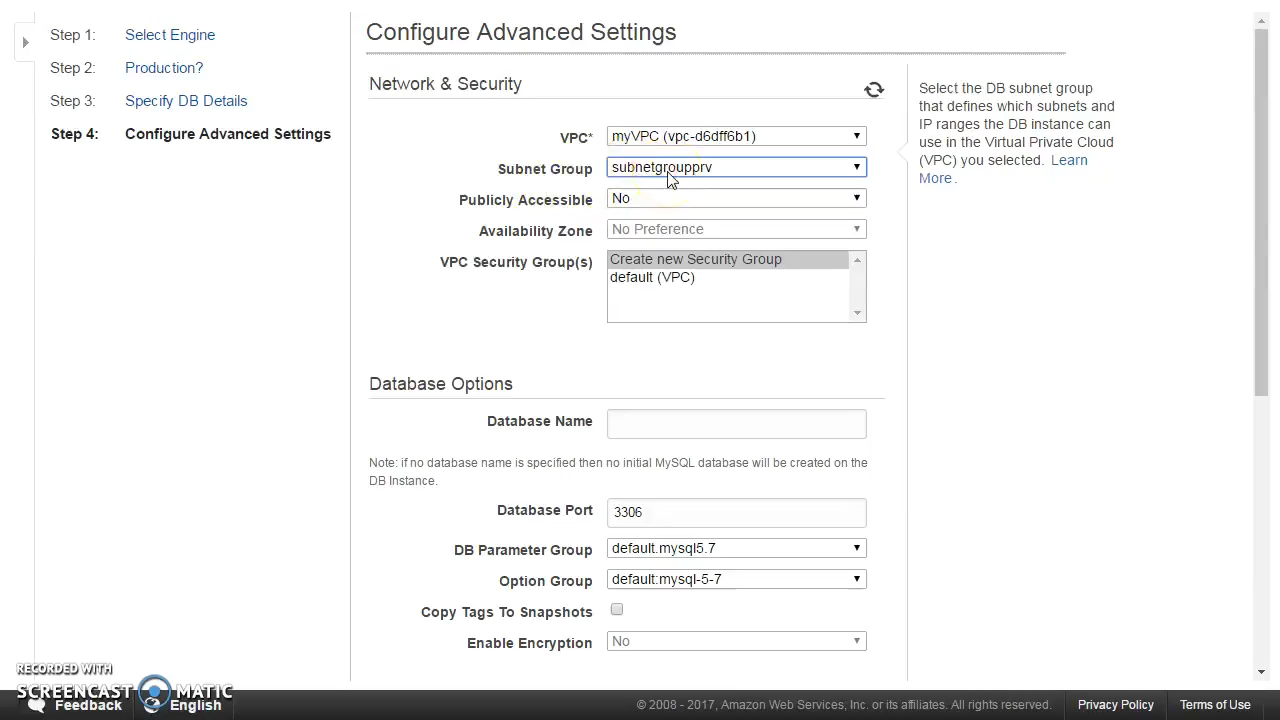 Step 1: Select Engine
Step 2: Production?
Step 3: Specify DB Details
Step 4: Configure Advanced Settings
Configure Advanced Settings
Network & Security
VPC* myVPC (vpc-d6dff6b1)
Subnet Group subnetgroupprv
Publicly Accessible No
Availability Zone No Preference
VPC Security Group(s) Create new Security Group
default (VPC)
Select the DB subnet group
that defines which subnets and
IP ranges the DB instance can
use in the Virtual Private Cloud
(VPC) you selected. Learn
More.
Database Options
Database Name
Note: if no database name is specified then no initial MySQL database will be created on the
DB Instance.
Database Port 3306
DB Parameter Group default.mysql5.7
Option Group default:mysql-5-7
Copy Tags To Snapshots
Enable Encryption No
RECORDED WITH
SCREENCAST MATIC
Feedback English © 2008 - 2017, Amazon Web Services, Inc. or its affiliates. All rights reserved. Privacy Policy Terms of Use